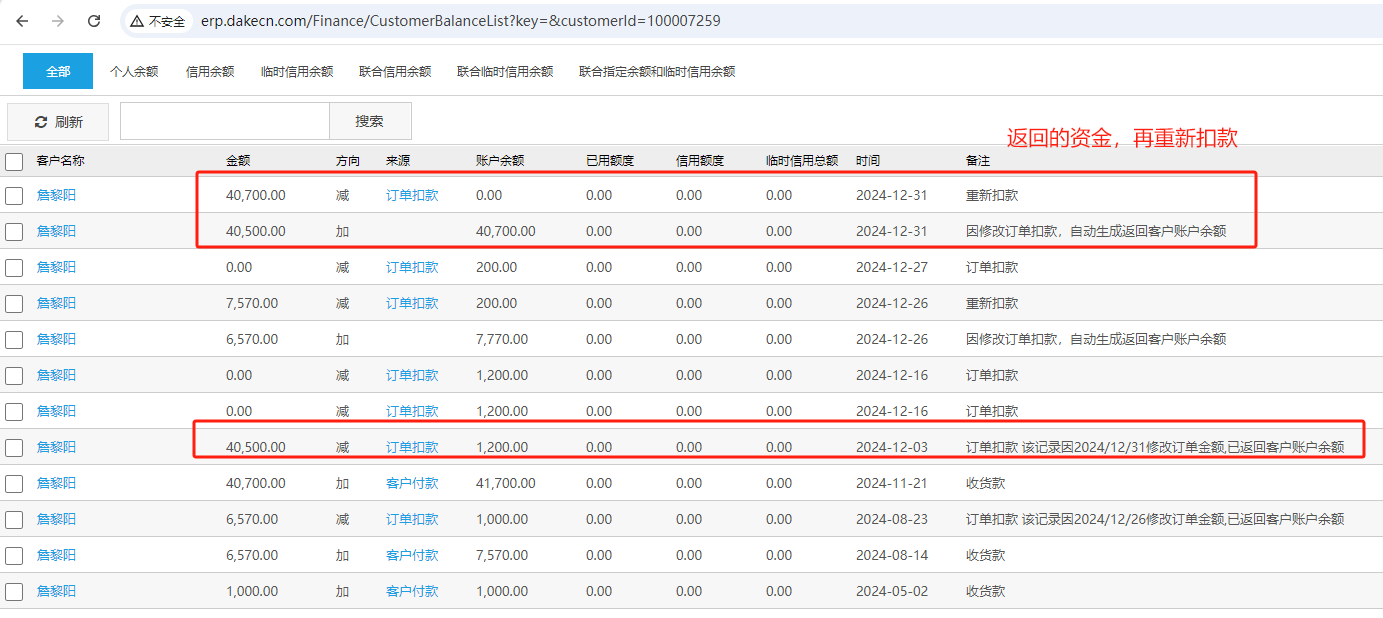 不安全 erp.dakecn.com/Finance/CustomerBalanceList?key=&customerId=100007259
全部 个人余额 信用余额 临时信用余额 联合信用余额 联合临时信用余额 联合指定余额和临时信用余额
刷新 搜索
返回的资金，再重新扣款
客户名称 金额 方向 来源 账户余额 已用额度 信用额度 临时信用总额 时间 备注
詹黎阳 40,700.00 减 订单扣款 0.00 0.00 0.00 0.00 2024-12-31 重新扣款
詹黎阳 40,500.00 加 40,700.00 0.00 0.00 0.00 2024-12-31 因修改订单扣款，自动生成返回客户账户余额
詹黎阳 0.00 减 订单扣款 200.00 0.00 0.00 0.00 2024-12-27 订单扣款
詹黎阳 7,570.00 减 订单扣款 200.00 0.00 0.00 0.00 2024-12-26 重新扣款
詹黎阳 6,570.00 加 7,770.00 0.00 0.00 0.00 2024-12-26 因修改订单扣款，自动生成返回客户账户余额
詹黎阳 0.00 减 订单扣款 1,200.00 0.00 0.00 0.00 2024-12-16 订单扣款
詹黎阳 0.00 减 订单扣款 1,200.00 0.00 0.00 0.00 2024-12-16 订单扣款
詹黎阳 40,500.00 减 订单扣款 1,200.00 0.00 0.00 0.00 2024-12-03 订单扣款 该记录因2024/12/31修改订单金额,已返回客户账户余额
詹黎阳 40,700.00 加 客户付款 41,700.00 0.00 0.00 0.00 2024-11-21 收货款
詹黎阳 6,570.00 减 订单扣款 1,000.00 0.00 0.00 0.00 2024-08-23 订单扣款 该记录因2024/12/26修改订单金额,已返回客户账户余额
詹黎阳 6,570.00 加 客户付款 7,570.00 0.00 0.00 0.00 2024-08-14 收货款
詹黎阳 1,000.00 加 客户付款 1,000.00 0.00 0.00 0.00 2024-05-02 收货款